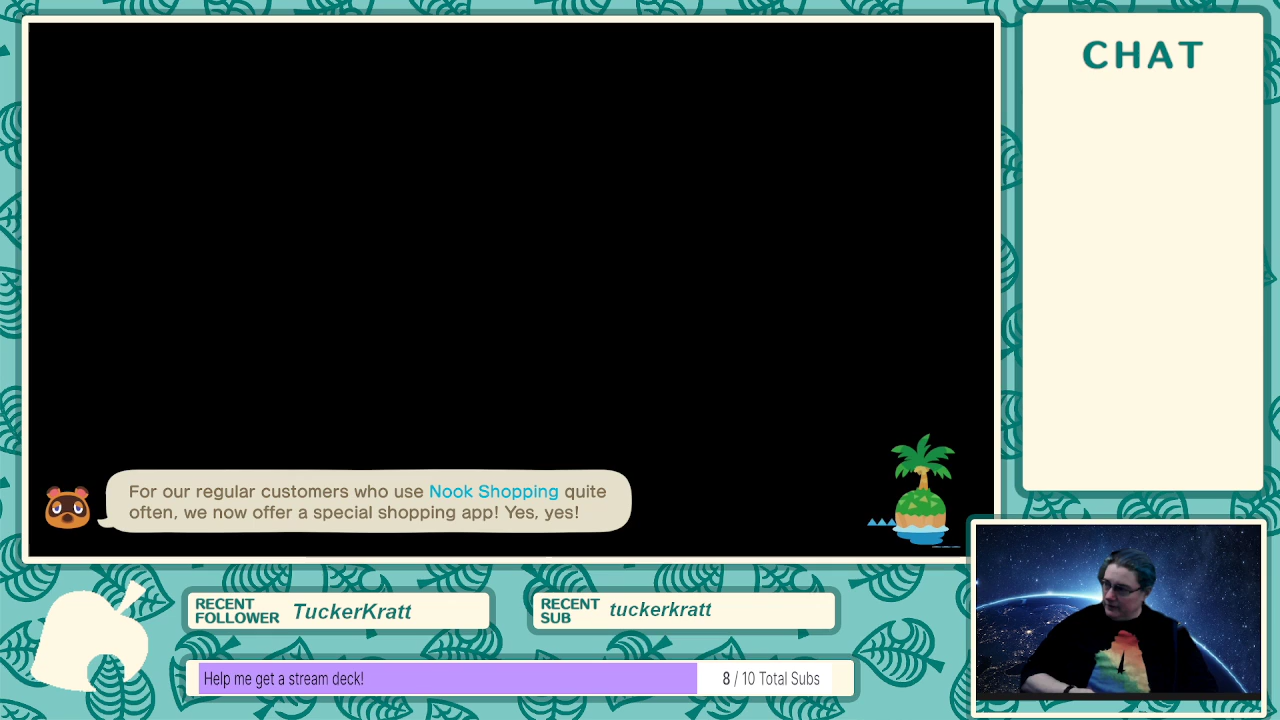 CHAT
For our regular customers who use Nook Shopping quite
often, we now offer a special shopping app! Yes, yes!
RECENT
FOLLOWER
TuckerKratt
RECENT
SUB
tuckerkratt
Help me get a stream deck!
8 / 10 Total Subs